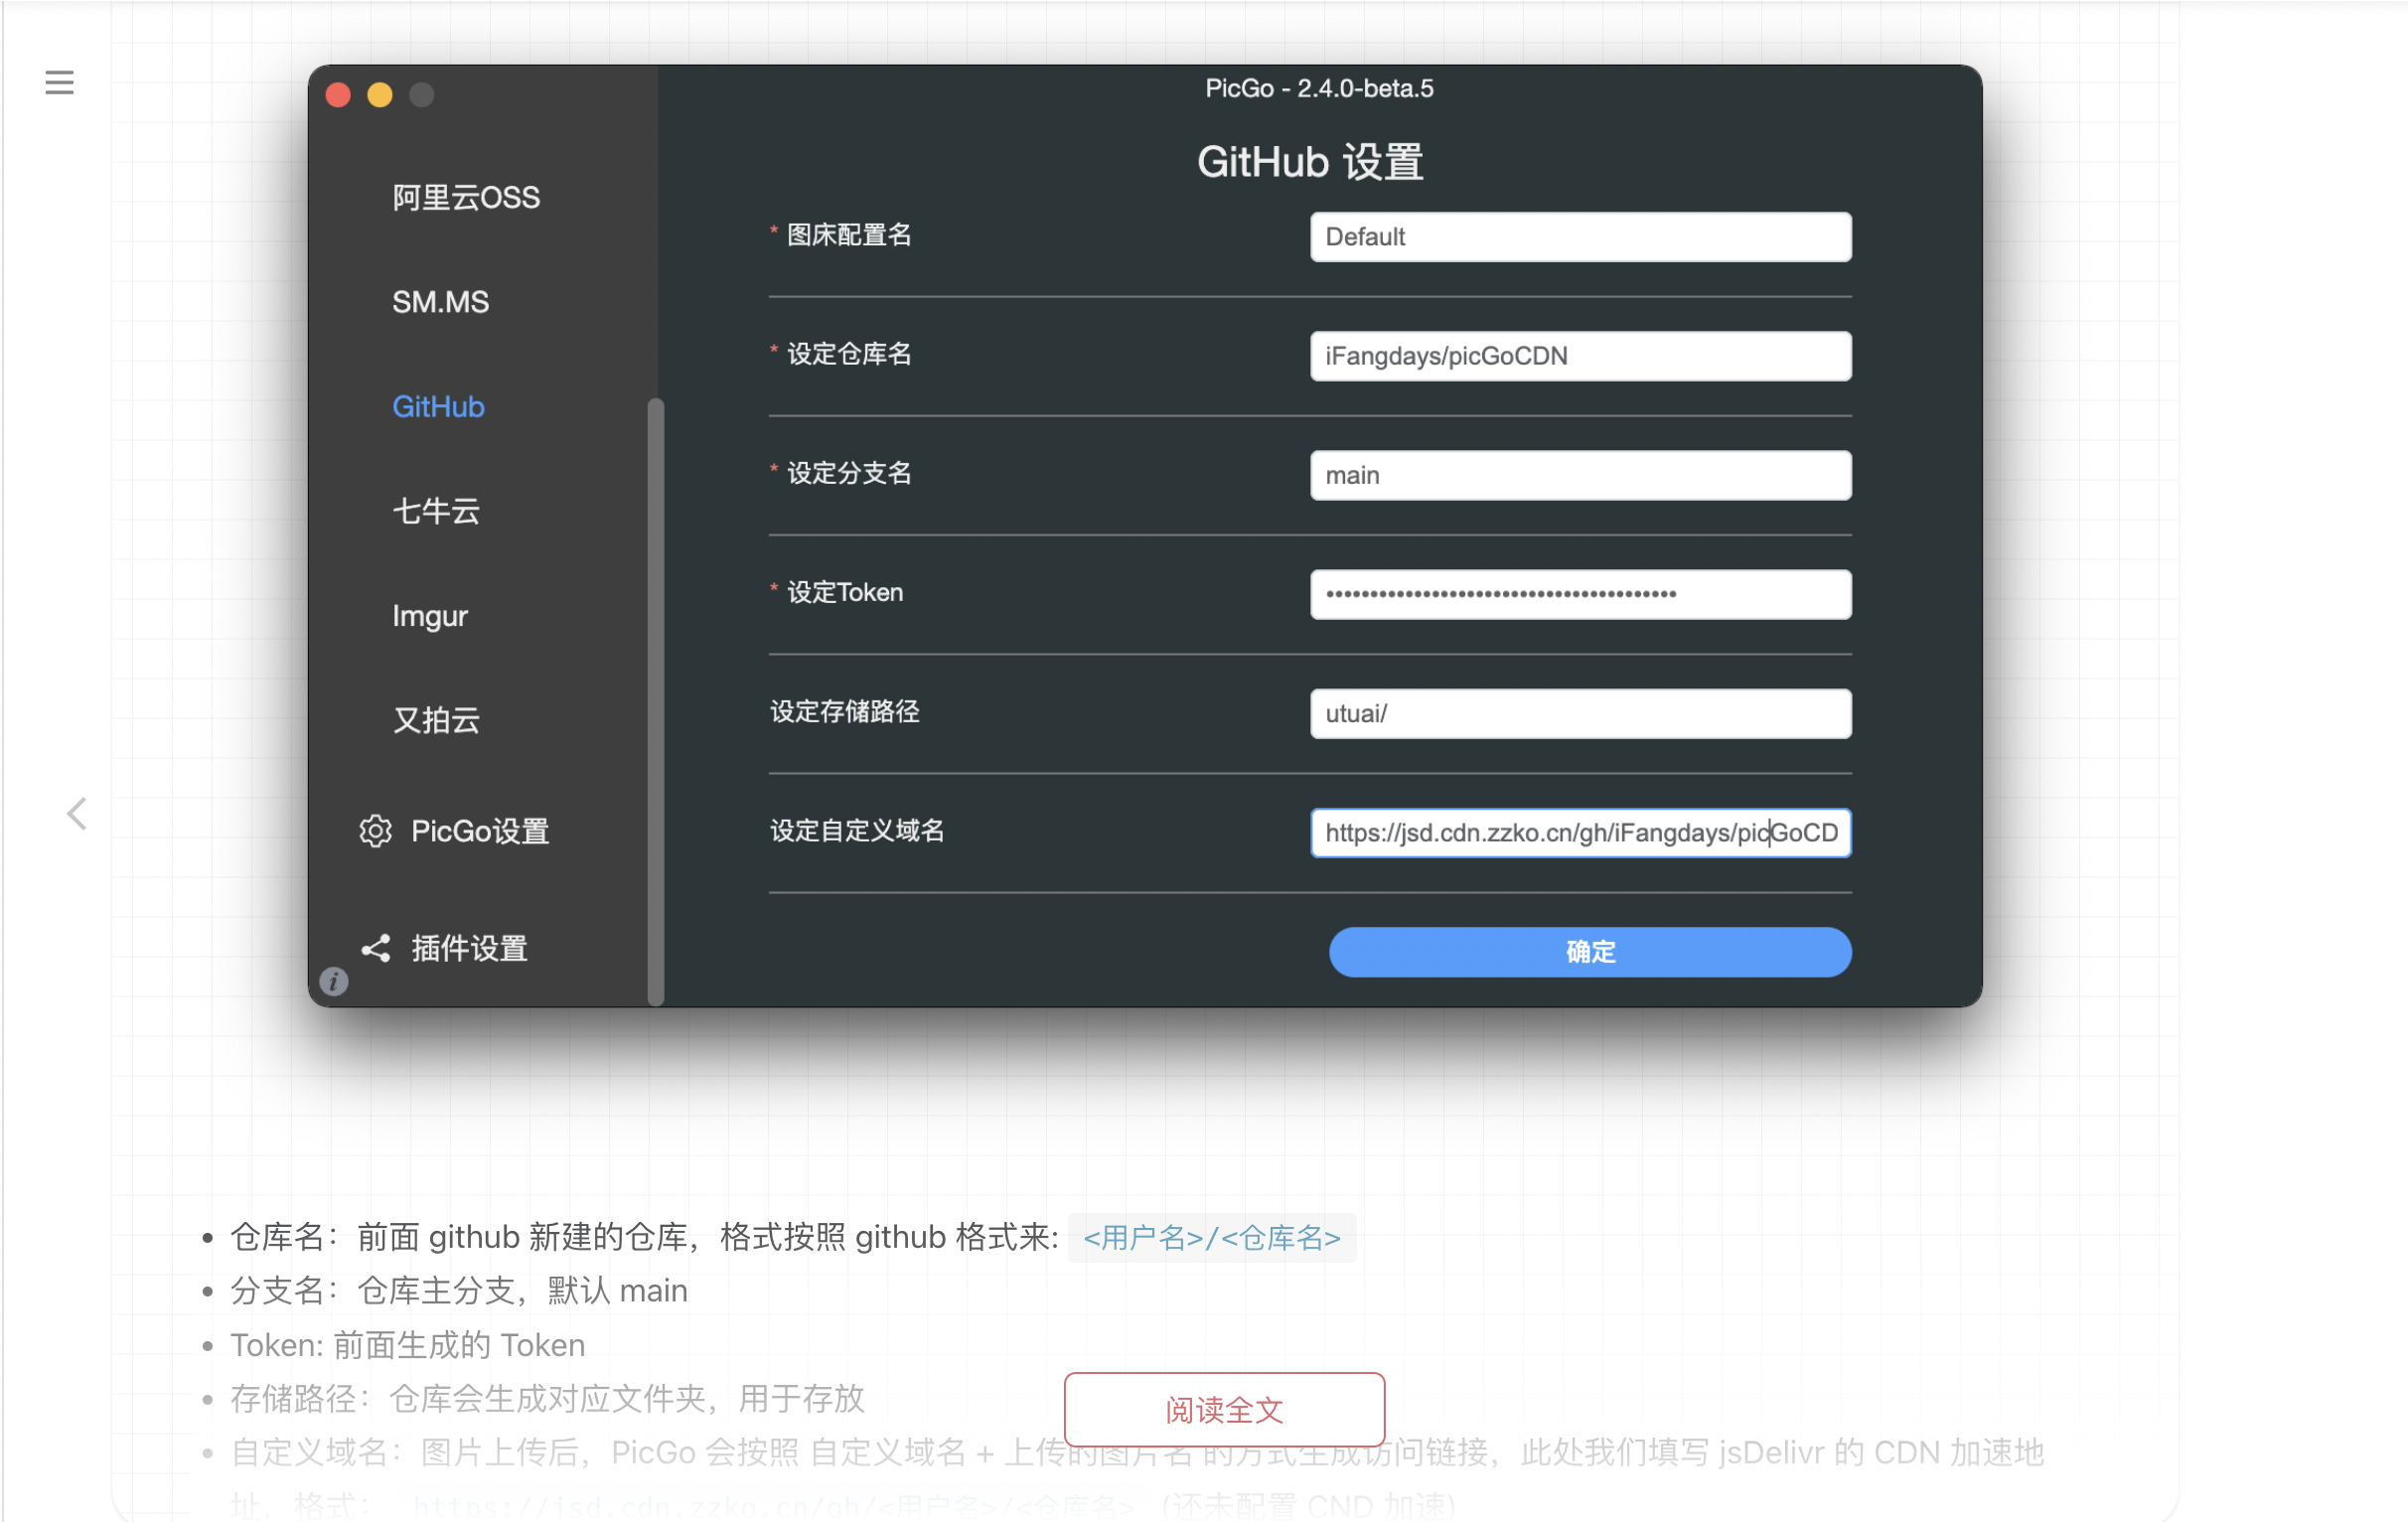 PicGo - 2.4.0-beta.5
GitHub 设置
阿里云OSS
SM.MS
GitHub
七牛云
Imgur
又拍云
PicGo设置
插件设置
* 图床配置名
Default
* 设定仓库名
iFangdays/picGoCDN
* 设定分支名
main
* 设定Token
••••••••••••••••••••••••••••••••••••••••
设定存储路径
utuai/
设定自定义域名
https://jsd.cdn.zzko.cn/gh/iFangdays/picGoCD
确定
• 仓库名：前面 github 新建的仓库，格式按照 github 格式来: <用户名>/<仓库名>
• 分支名：仓库主分支，默认 main
• Token: 前面生成的 Token
• 存储路径：仓库会生成对应文件夹，用于存放
阅读全文
• 自定义域名：图片上传后，PicGo 会按照 自定义域名 + 上传的图片名 的方式生成访问链接，此处我们填写 jsDelivr 的 CDN 加速地
址，格式： https://jsd.cdn.zzko.cn/gh/<用户名>/<仓库名> (还未配置 CND 加速)